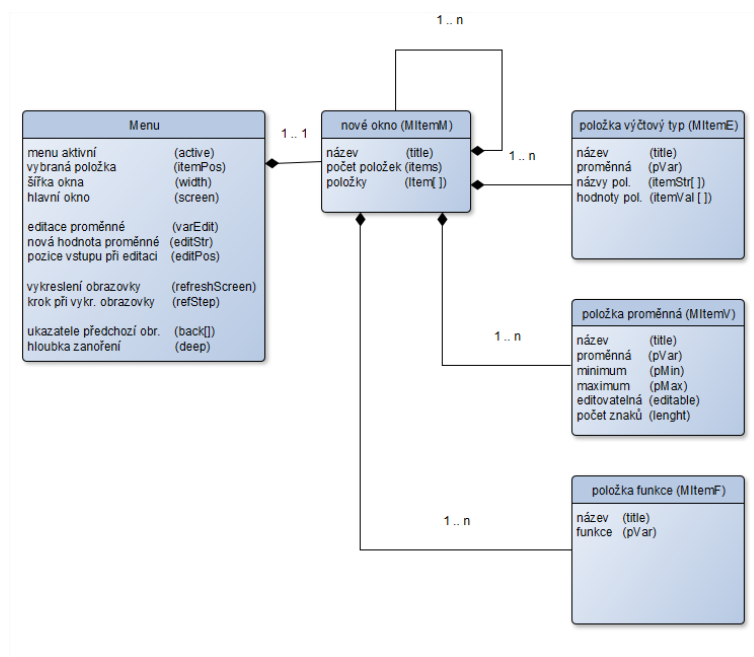 1 .. n
Menu
menu aktivní (active)
vybraná položka (itemPos)
šířka okna (width)
hlavní okno (screen)
editace proměnné (varEdit)
nová hodnota proměnné (editStr)
pozice vstupu při editaci (editPos)
vykreslení obrazovky (refreshScreen)
krok při vykr. obrazovky (refStep)
ukazatele předchozí obr. (back[])
hloubka zanoření (deep)
1 .. 1
nové okno (MItemM)
název (title)
počet položek (items)
položky (Item[ ])
1 .. n
položka výčtový typ (MItemE)
název (title)
proměnná (pVar)
názvy pol. (itemStr[ ])
hodnoty pol. (itemVal [ ])
1 .. n
položka proměnná (MItemV)
název (title)
proměnná (pVar)
minimum (pMin)
maximum (pMax)
editovatelná (editable)
počet znaků (lenght)
1 .. n
položka funkce (MItemF)
název (title)
funkce (pVar)